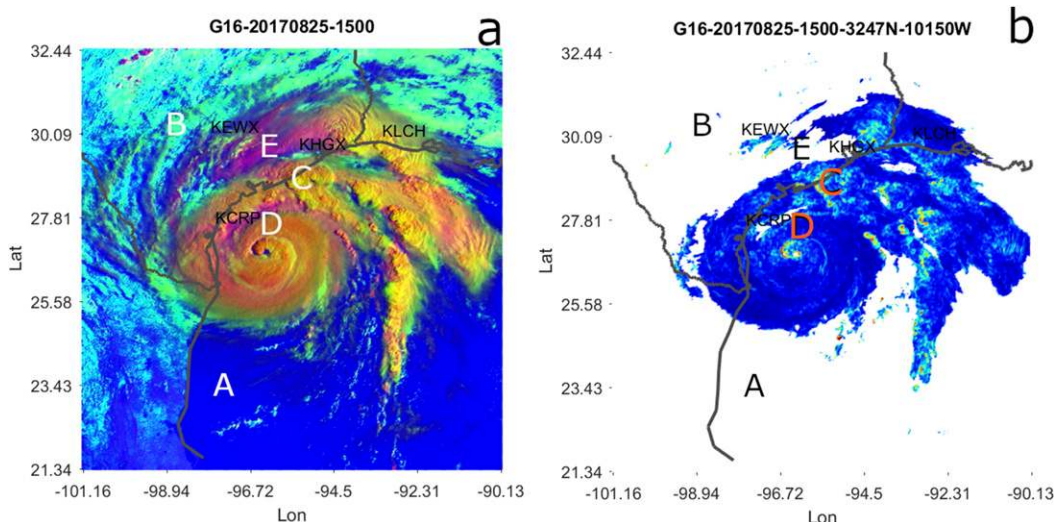 G16-20170825-1500
a
32.44
30.09
27.81
25.58
23.43
21.34
Lat
B
KEWX
E
KHGX
KLCH
C
KCRP
D
A
-101.16 -98.94 -96.72 -94.5 -92.31 -90.13
Lon
G16-20170825-1500-3247N-10150W
b
32.44
30.09
27.81
25.58
23.43
21.34
Lat
B
KEWX
E
KHGX
KLCH
C
KCRP
D
A
-101.16 -98.94 -96.72 -94.5 -92.31 -90.13
Lon